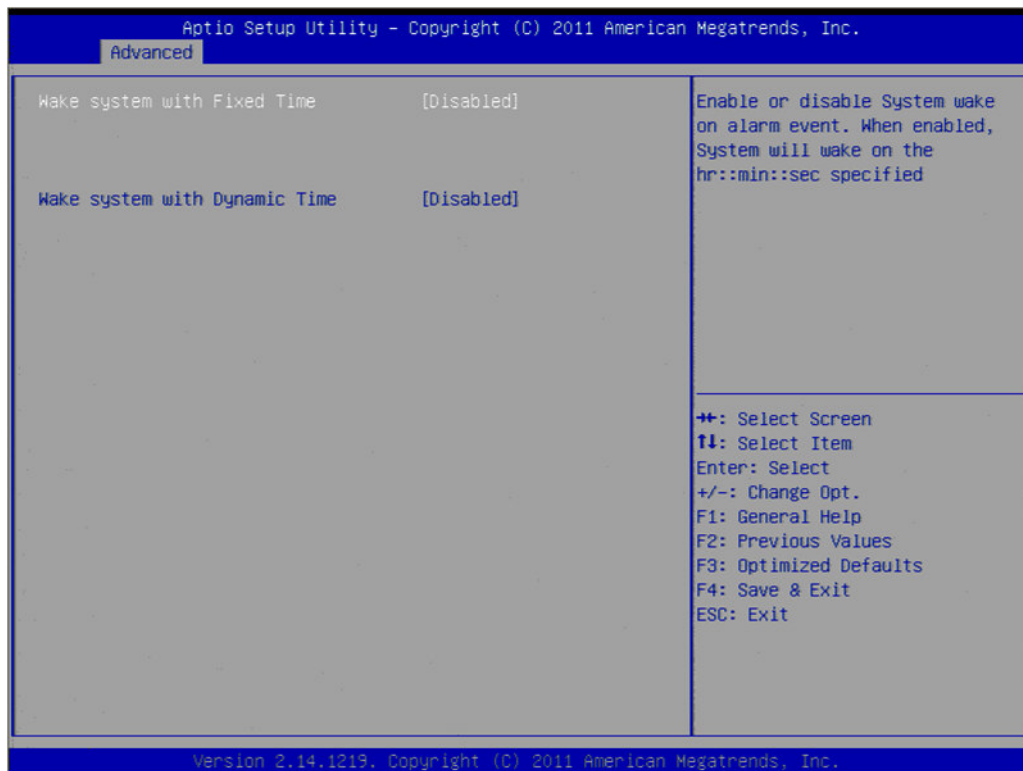 Aptio Setup Utility – Copyright (C) 2011 American Megatrends, Inc.
Advanced
Wake system with Fixed Time [Disabled]
Wake system with Dynamic Time [Disabled]
Enable or disable System wake
on alarm event. When enabled,
System will wake on the
hr::min::sec specified
→←: Select Screen
↑↓: Select Item
Enter: Select
+/-: Change Opt.
F1: General Help
F2: Previous Values
F3: Optimized Defaults
F4: Save & Exit
ESC: Exit
Version 2.14.1219. Copyright (C) 2011 American Megatrends, Inc.